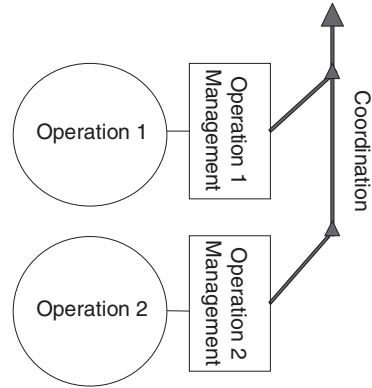 Operation 1
Operation 1
Management
Coordination
Operation 2
Operation 2
Management